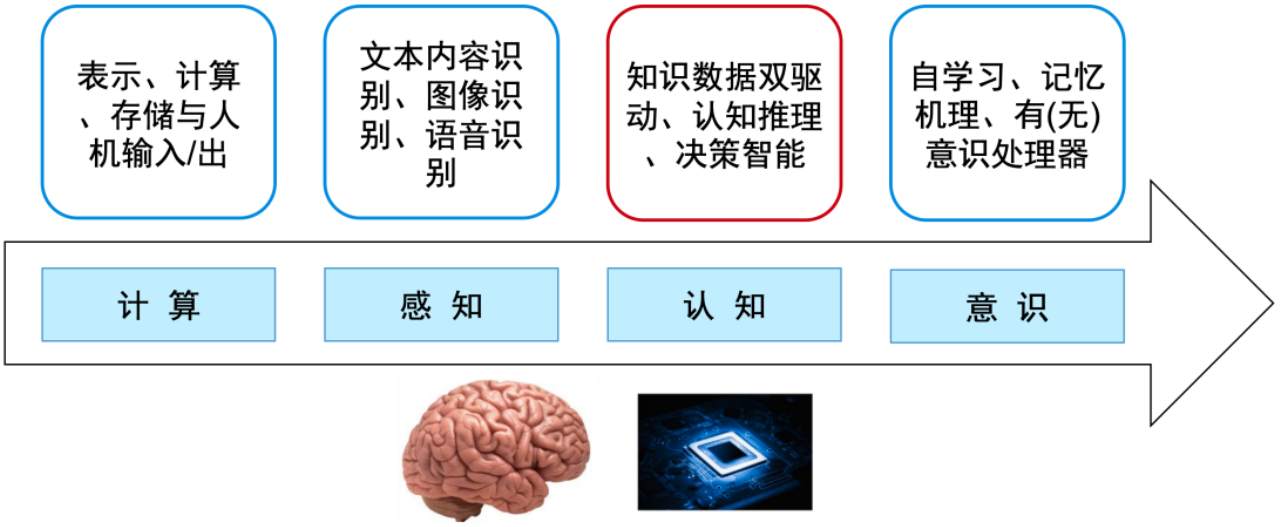 表示、计算
、存储与人
机输入/出
文本内容识
别、图像识
别、语音识
别
知识数据双驱
动、认知推理
、决策智能
自学习、记忆
机理、有(无)
意识处理器
计 算
感 知
认 知
意 识